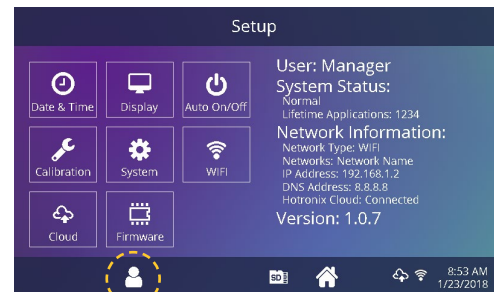 Setup
Date & Time
Display
Auto On/Off
Calibration
System
WIFI
Cloud
Firmware
User: Manager
System Status:
Normal
Lifetime Applications: 1234
Network Information:
Network Type: WIFI
Networks: Network Name
IP Address: 192.168.1.2
DNS Address: 8.8.8.8
Hotronix Cloud: Connected
Version: 1.0.7
SD
8:53 AM
1/23/2018